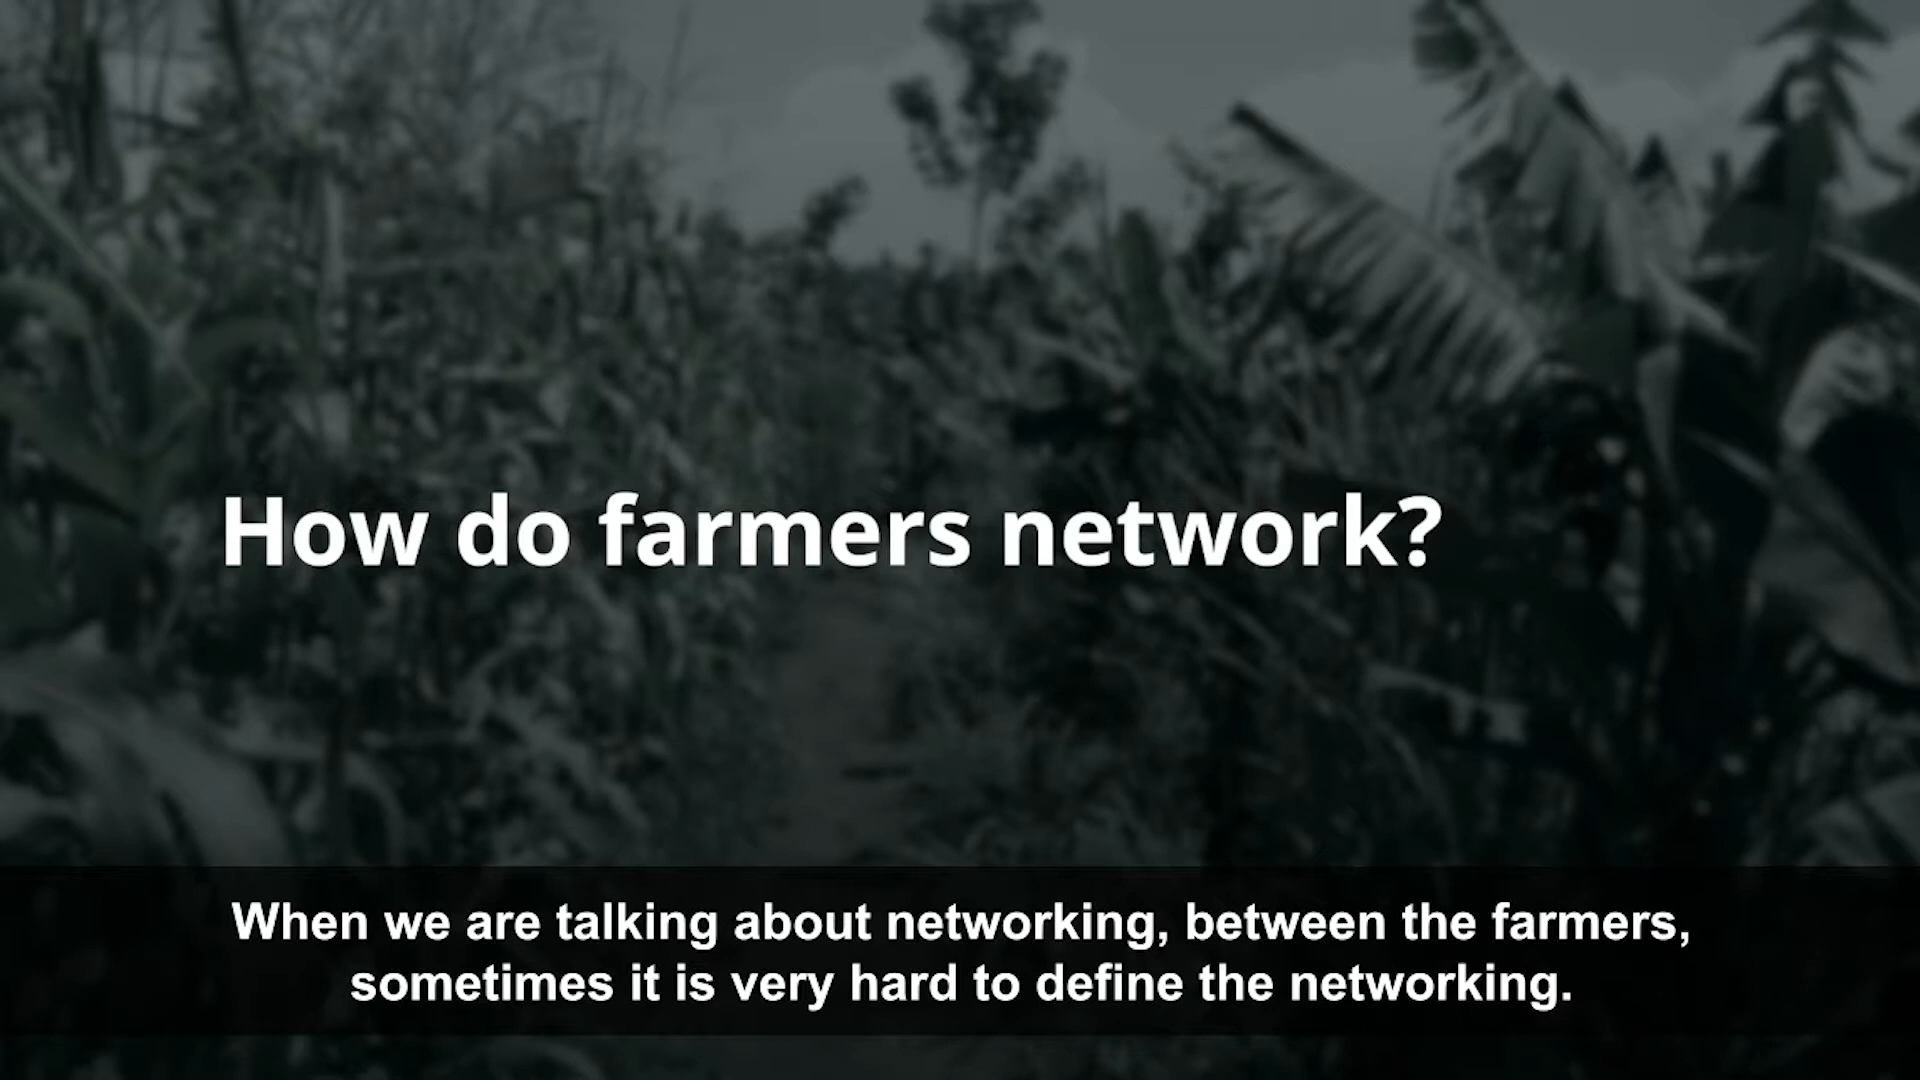 How do farmers network?
When we are talking about networking, between the farmers,
sometimes it is very hard to define the networking.